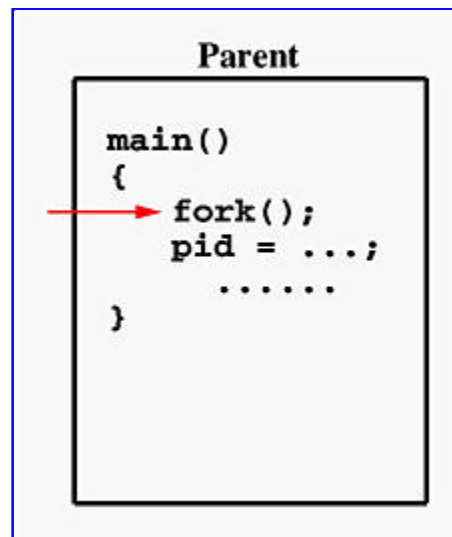 Parent
main()
{
fork();
pid = ...;
......
}